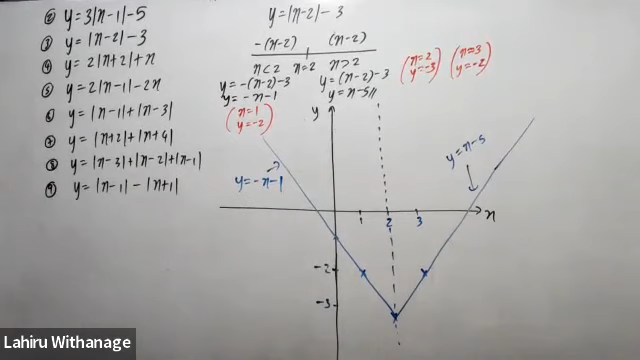 ② y = 3|x-1| - 5
③ y = |x-2| - 3
④ y = 2|x+2| + x
⑤ y = 2|x-1| - 2x
⑥ y = |x-1| + |x-3|
⑦ y = |x+2| + |x+4|
⑧ y = |x-3| + |x-2| + |x-1|
⑨ y = |x-1| - |x+1|
y = |x-2| - 3
-(x-2) (x-2)
x<2 x=2 x>2
y = -(x-2)-3 y = (x-2)-3
y = -x-1 y = x-5//
(x=1
y=-2)
(x=2
y=-3)
(x=3
y=-2)
y
y = -x-1
y = x-5
x
1 2 3
-2
-3
Lahiru Withanage